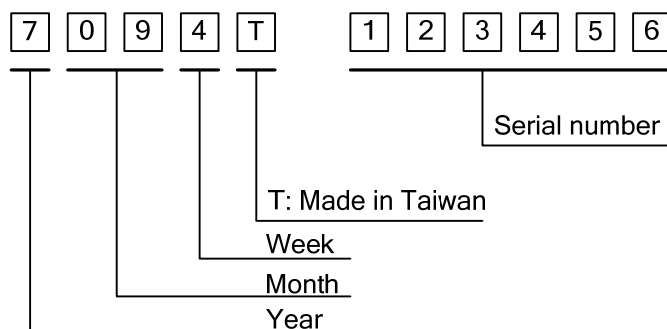 7 0 9 4 T 1 2 3 4 5 6
Serial number
T: Made in Taiwan
Week
Month
Year